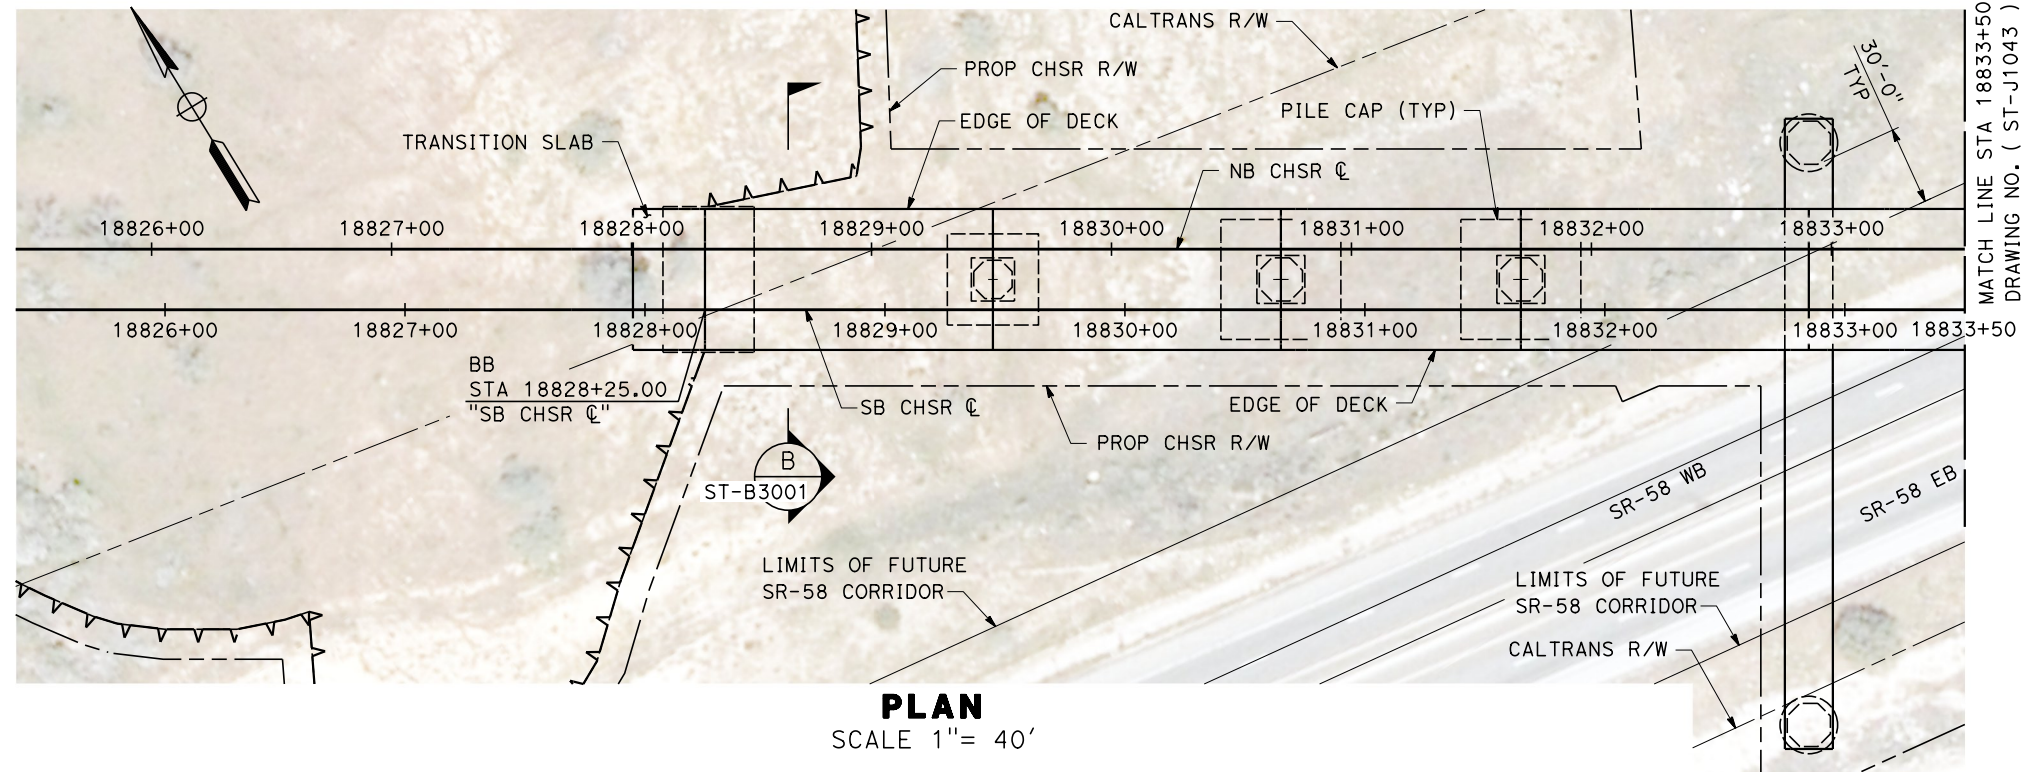 CALTRANS R/W
PROP CHSR R/W
EDGE OF DECK
PILE CAP (TYP)
TRANSITION SLAB
NB CHSR ℄
30'-0"
TYP
MATCH LINE STA 18833+50
DRAWING NO. ( ST-J1043 )
18826+00 18827+00 18828+00 18829+00 18830+00 18831+00 18832+00 18833+00
18826+00 18827+00 18828+00 18829+00 18830+00 18831+00 18832+00 18833+00 18833+50
BB
STA 18828+25.00
"SB CHSR ℄"
SB CHSR ℄
EDGE OF DECK
PROP CHSR R/W
B
ST-B3001
SR-58 WB
SR-58 EB
LIMITS OF FUTURE
SR-58 CORRIDOR
LIMITS OF FUTURE
SR-58 CORRIDOR
CALTRANS R/W
PLAN
SCALE 1"= 40'